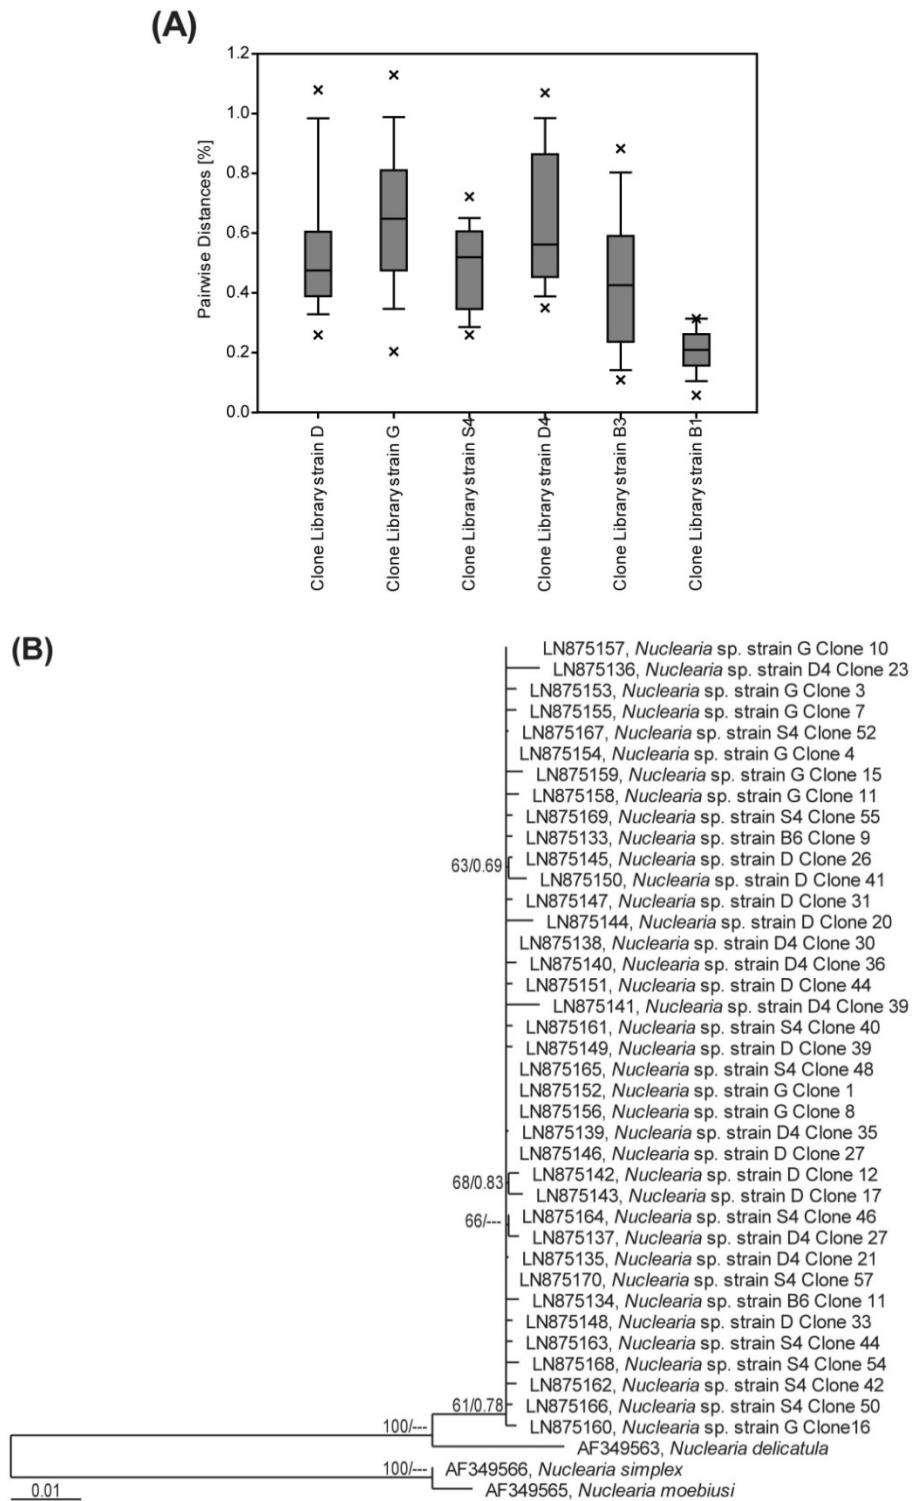 (A)
1.2
1.0
0.8
0.6
0.4
0.2
0.0
Pairwise Distances [%]
Clone Library strain D
Clone Library strain G
Clone Library strain S4
Clone Library strain D4
Clone Library strain B3
Clone Library strain B1
(B)
LN875157, Nuclearia sp. strain G Clone 10
LN875136, Nuclearia sp. strain D4 Clone 23
LN875153, Nuclearia sp. strain G Clone 3
LN875155, Nuclearia sp. strain G Clone 7
LN875167, Nuclearia sp. strain S4 Clone 52
LN875154, Nuclearia sp. strain G Clone 4
LN875159, Nuclearia sp. strain G Clone 15
LN875158, Nuclearia sp. strain G Clone 11
LN875169, Nuclearia sp. strain S4 Clone 55
LN875133, Nuclearia sp. strain B6 Clone 9
63/0.69
LN875145, Nuclearia sp. strain D Clone 26
LN875150, Nuclearia sp. strain D Clone 41
LN875147, Nuclearia sp. strain D Clone 31
LN875144, Nuclearia sp. strain D Clone 20
LN875138, Nuclearia sp. strain D4 Clone 30
LN875140, Nuclearia sp. strain D4 Clone 36
LN875151, Nuclearia sp. strain D Clone 44
LN875141, Nuclearia sp. strain D4 Clone 39
LN875161, Nuclearia sp. strain S4 Clone 40
LN875149, Nuclearia sp. strain D Clone 39
LN875165, Nuclearia sp. strain S4 Clone 48
LN875152, Nuclearia sp. strain G Clone 1
LN875156, Nuclearia sp. strain G Clone 8
LN875139, Nuclearia sp. strain D4 Clone 35
LN875146, Nuclearia sp. strain D Clone 27
68/0.83
LN875142, Nuclearia sp. strain D Clone 12
LN875143, Nuclearia sp. strain D Clone 17
66/---
LN875164, Nuclearia sp. strain S4 Clone 46
LN875137, Nuclearia sp. strain D4 Clone 27
LN875135, Nuclearia sp. strain D4 Clone 21
LN875170, Nuclearia sp. strain S4 Clone 57
LN875134, Nuclearia sp. strain B6 Clone 11
LN875148, Nuclearia sp. strain D Clone 33
LN875163, Nuclearia sp. strain S4 Clone 44
LN875168, Nuclearia sp. strain S4 Clone 54
LN875162, Nuclearia sp. strain S4 Clone 42
61/0.78
LN875166, Nuclearia sp. strain S4 Clone 50
100/---
LN875160, Nuclearia sp. strain G Clone16
AF349563, Nuclearia delicatula
100/---
AF349566, Nuclearia simplex
0.01
AF349565, Nuclearia moebiusi